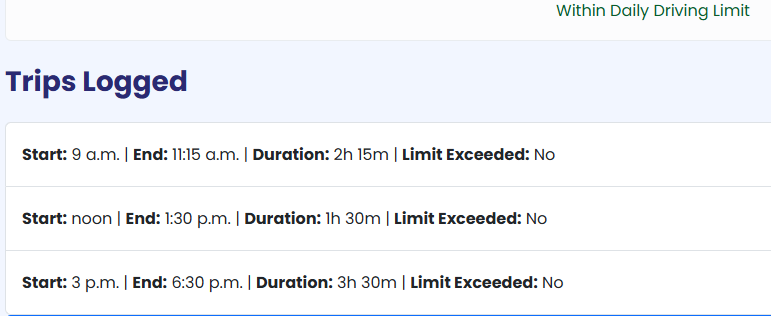 Within Daily Driving Limit
Trips Logged
Start: 9 a.m. | End: 11:15 a.m. | Duration: 2h 15m | Limit Exceeded: No
Start: noon | End: 1:30 p.m. | Duration: 1h 30m | Limit Exceeded: No
Start: 3 p.m. | End: 6:30 p.m. | Duration: 3h 30m | Limit Exceeded: No